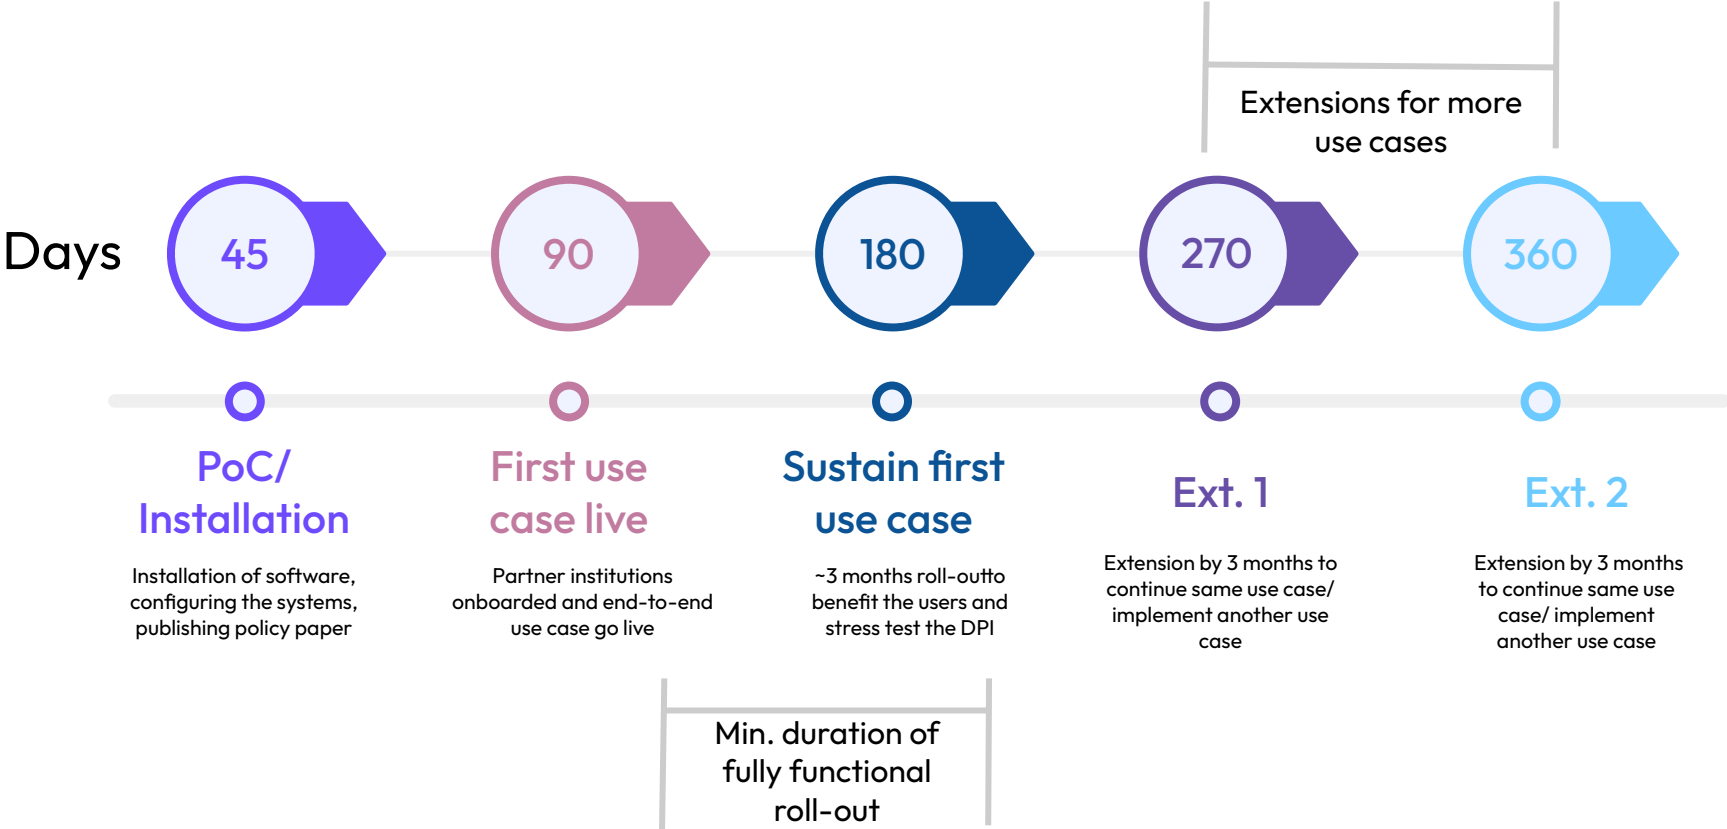 Extensions for more
use cases
Days
45
90
180
270
360
PoC/
Installation
First use
case live
Sustain first
use case
Ext. 1
Ext. 2
Installation of software,
configuring the systems,
publishing policy paper
Partner institutions
onboarded and end-to-end
use case go live
~3 months roll-outto
benefit the users and
stress test the DPI
Extension by 3 months to
continue same use case/
implement another use
case
Extension by 3 months
to continue same use
case/ implement
another use case
Min. duration of
fully functional
roll-out